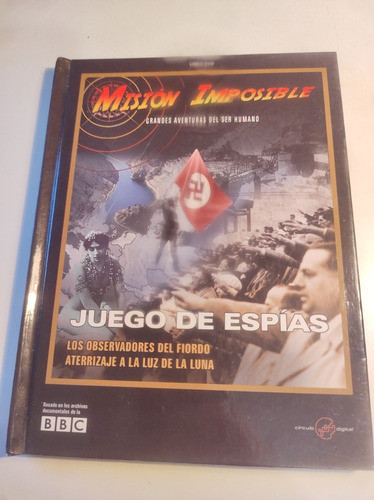 MISIÓN IMPOSIBLE
GRANDES AVENTURAS DEL SER HUMANO
JUEGO DE ESPÍAS
LOS OBSERVADORES DEL FIORDO
ATERRIZAJE A LA LUZ DE LA LUNA
Basado en los archivos
documentales de la
BBC
círculo digital